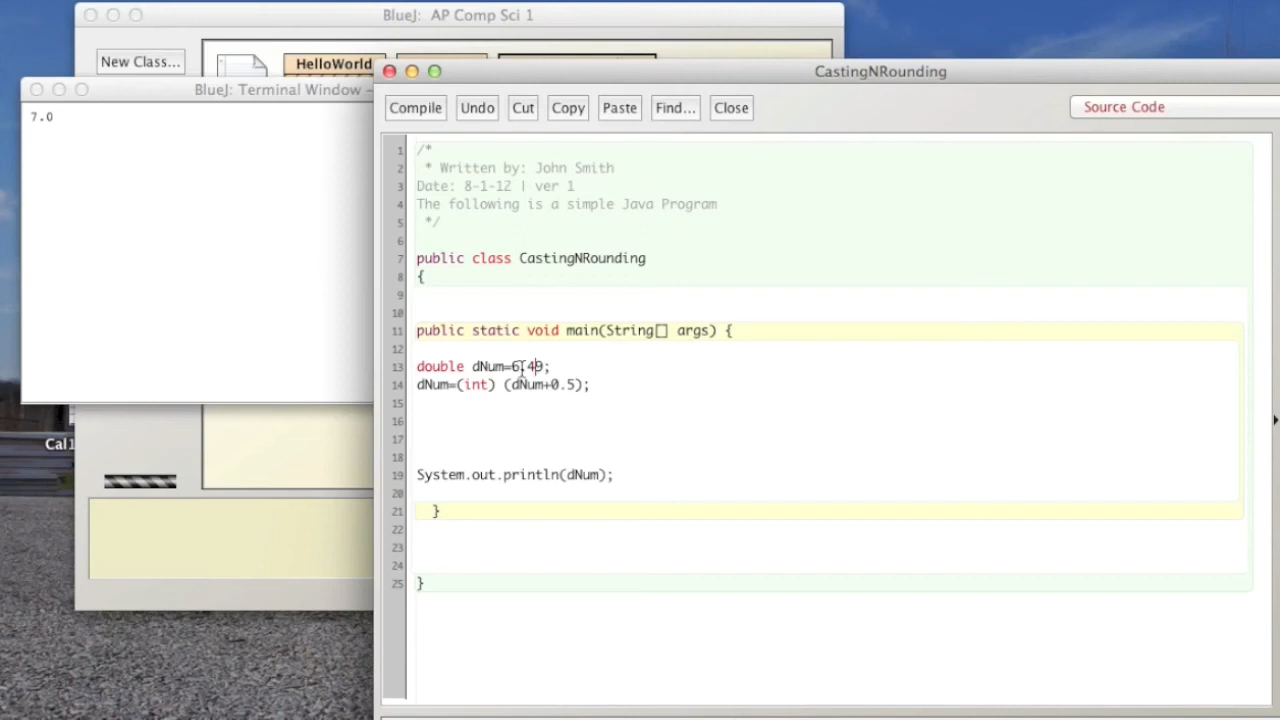 BlueJ: AP Comp Sci 1
New Class...
HelloWorld
BlueJ: Terminal Window -
7.0
CastingNRounding
Compile
Undo
Cut
Copy
Paste
Find...
Close
Source Code
1 /*
2 * Written by: John Smith
3 Date: 8-1-12 | ver 1
4 The following is a simple Java Program
5 */
6
7 public class CastingNRounding
8 {
9
10
11 public static void main(String[] args) {
12
13 double dNum=6.49;
14 dNum=(int) (dNum+0.5);
15
16
17
18
19 System.out.println(dNum);
20
21 }
22
23
24
25 }